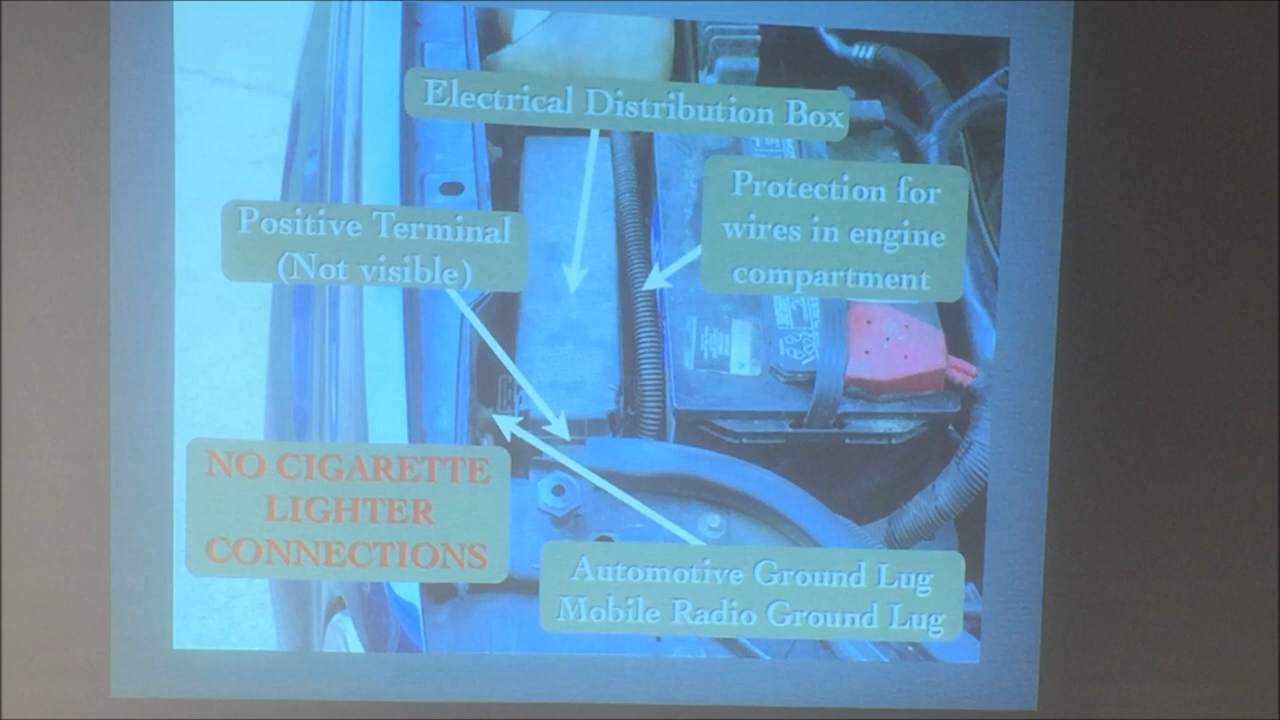 Electrical Distribution Box
Protection for
wires in engine
compartment
Positive Terminal
(Not visible)
NO CIGARETTE
LIGHTER
CONNECTIONS
Automotive Ground Lug
Mobile Radio Ground Lug